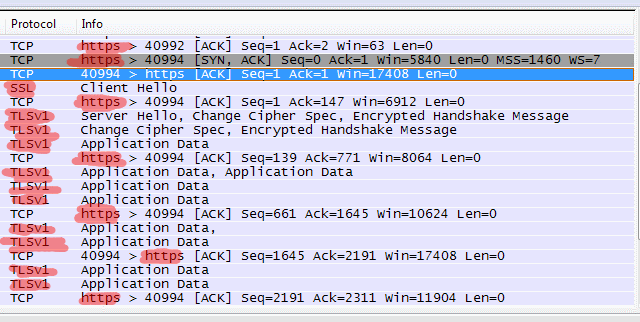 Protocol Info
TCP https > 40992 [ACK] Seq=1 Ack=2 Win=63 Len=0
TCP https > 40994 [SYN, ACK] Seq=0 Ack=1 Win=5840 Len=0 MSS=1460 WS=7
TCP 40994 > https [ACK] Seq=1 Ack=1 Win=17408 Len=0
SSL Client Hello
TCP https > 40994 [ACK] Seq=1 Ack=147 Win=6912 Len=0
TLSv1 Server Hello, Change Cipher Spec, Encrypted Handshake Message
TLSv1 Change Cipher Spec, Encrypted Handshake Message
TLSv1 Application Data
TCP https > 40994 [ACK] Seq=139 Ack=771 Win=8064 Len=0
TLSv1 Application Data, Application Data
TLSv1 Application Data
TLSv1 Application Data
TCP https > 40994 [ACK] Seq=661 Ack=1645 Win=10624 Len=0
TLSv1 Application Data,
TLSv1 Application Data
TCP 40994 > https [ACK] Seq=1645 Ack=2191 Win=17408 Len=0
TLSv1 Application Data
TLSv1 Application Data
TCP https > 40994 [ACK] Seq=2191 Ack=2311 Win=11904 Len=0